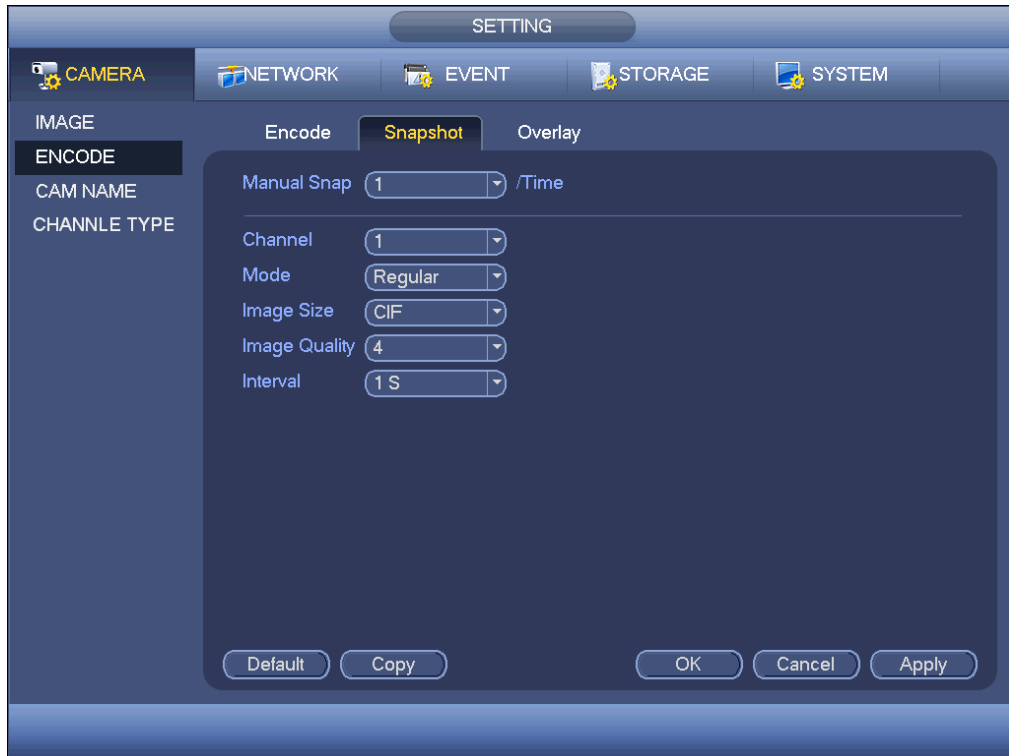 SETTING
CAMERA NETWORK EVENT STORAGE SYSTEM
IMAGE
ENCODE
CAM NAME
CHANNLE TYPE
Encode Snapshot Overlay
Manual Snap 1 /Time
Channel 1
Mode Regular
Image Size CIF
Image Quality 4
Interval 1 S
Default Copy OK Cancel Apply